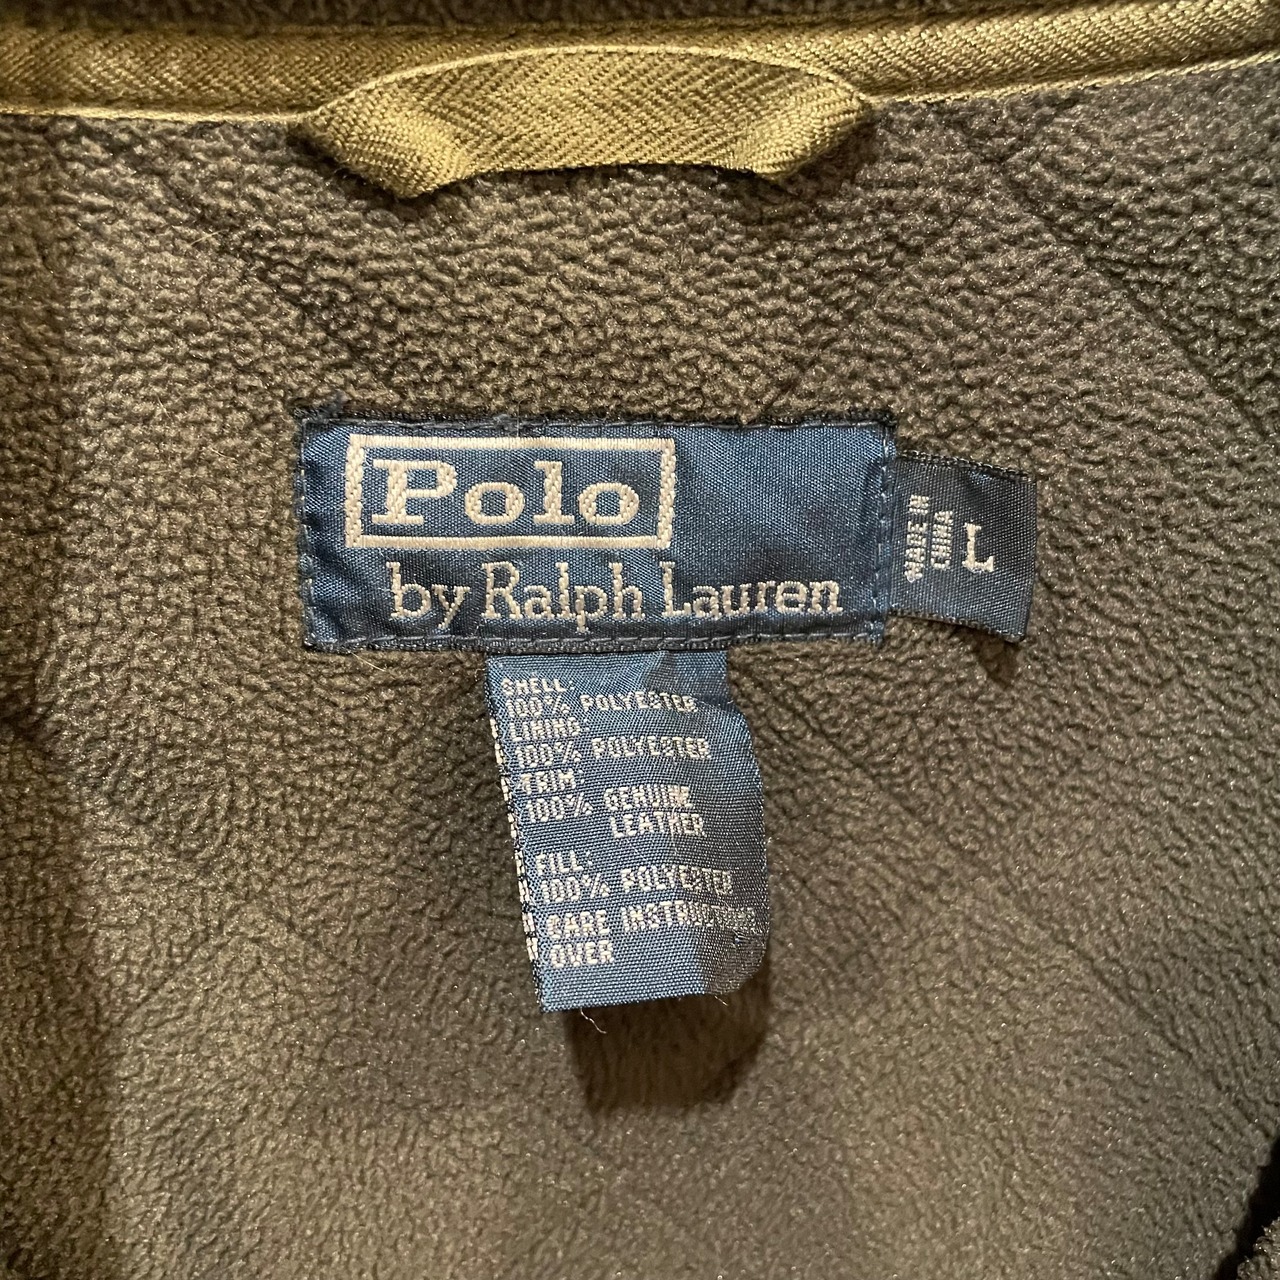 Polo
by Ralph Lauren
MADE IN
CHINA
L
SHELL:
100% POLYESTER
LINING
100% POLYESTER
TRIM:
100% GENUINE
LEATHER
FILL:
100% POLYESTER
CARE INSTRUCTIONS
OVER